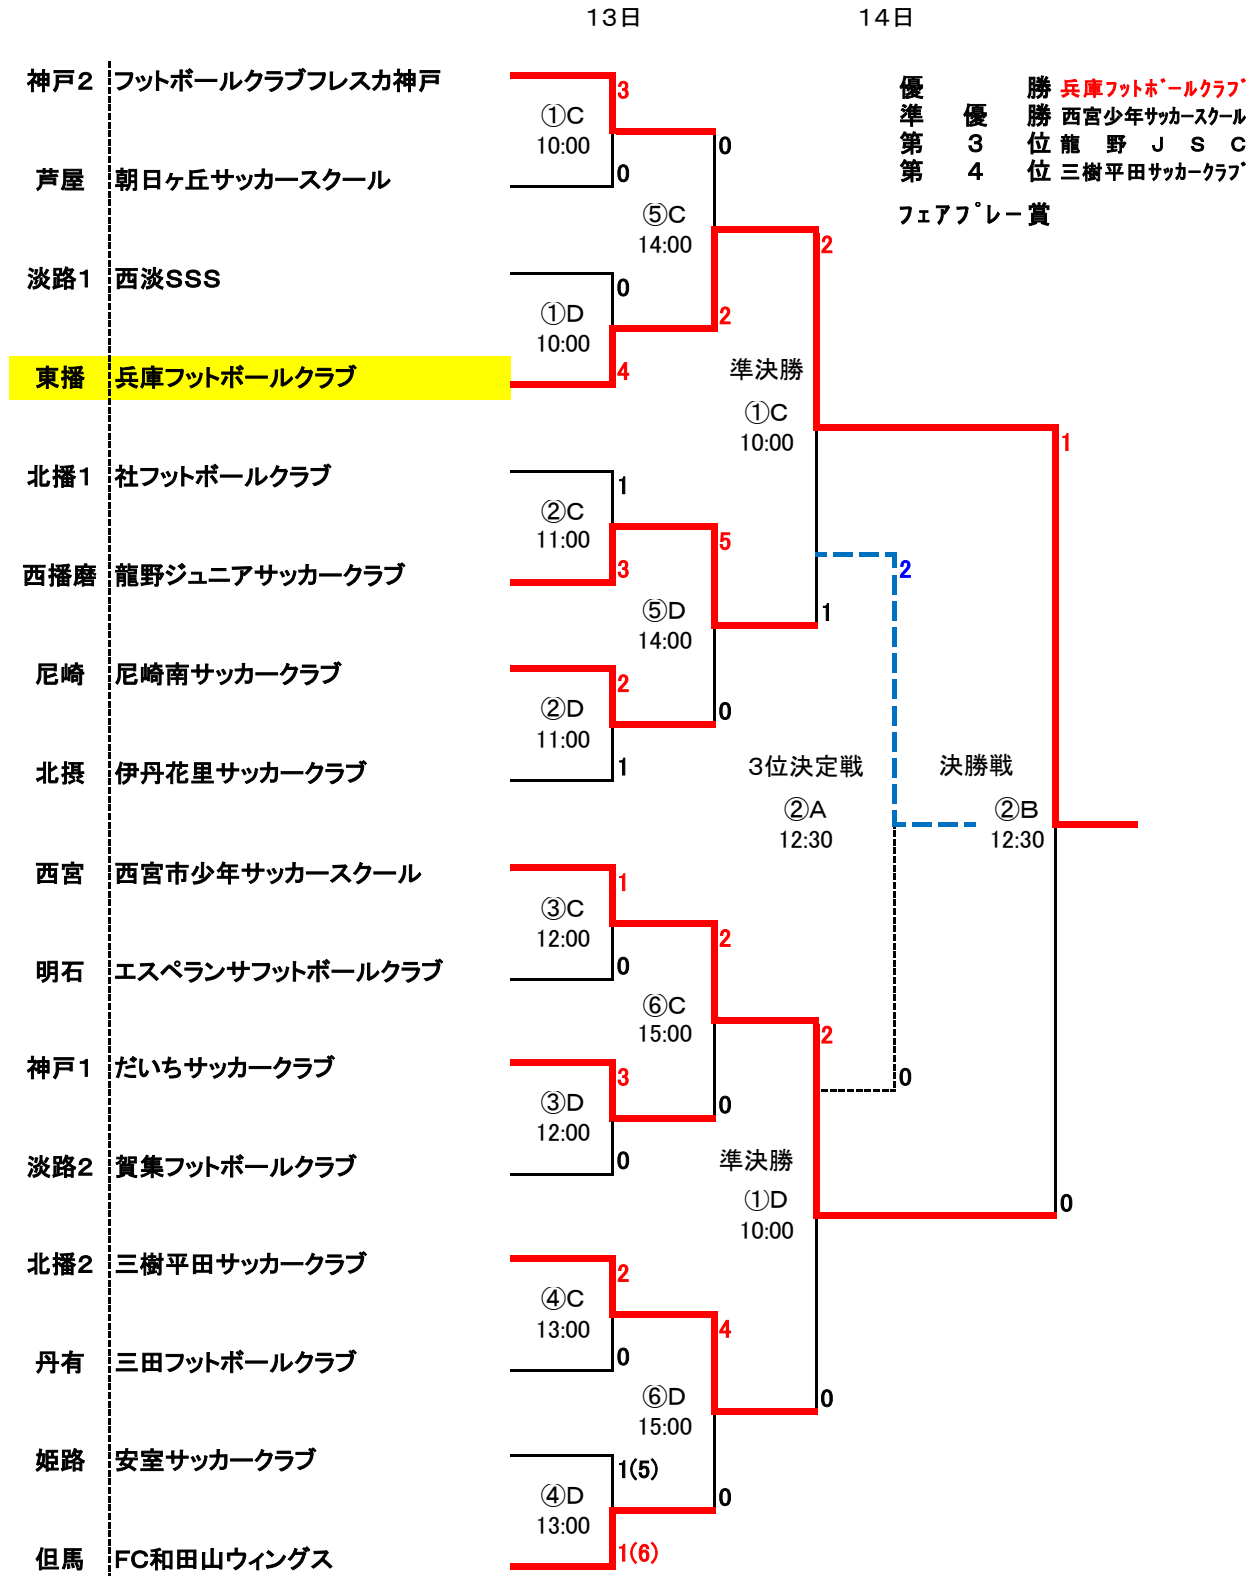 13日 14日
優勝 兵庫フットボールクラブ
準優勝 西宮少年サッカースクール
第3位 龍野JSC
第4位 三樹平田サッカークラブ
フェアプレー賞
神戸2 フットボールクラブフレスカ神戸
3
①C
10:00
0
0
芦屋 朝日ヶ丘サッカースクール
⑤C
14:00
2
淡路1 西淡SSS
0
①D
10:00
2
東播 兵庫フットボールクラブ
4
準決勝
①C
10:00
1
北播1 社フットボールクラブ
1
②C
11:00
5
西播磨 龍野ジュニアサッカークラブ
3
2
⑤D
14:00
1
尼崎 尼崎南サッカークラブ
2
②D
11:00
0
北摂 伊丹花里サッカークラブ
1
3位決定戦
②A
12:30
決勝戦
②B
12:30
西宮 西宮市少年サッカースクール
1
③C
12:00
2
明石 エスペランサフットボールクラブ
0
⑥C
15:00
2
神戸1 だいちサッカークラブ
3
③D
12:00
0
0
淡路2 賀集フットボールクラブ
0
準決勝
①D
10:00
0
北播2 三樹平田サッカークラブ
2
④C
13:00
4
丹有 三田フットボールクラブ
0
⑥D
15:00
0
姫路 安室サッカークラブ
1(5)
④D
13:00
0
但馬 FC和田山ウィングス
1(6)